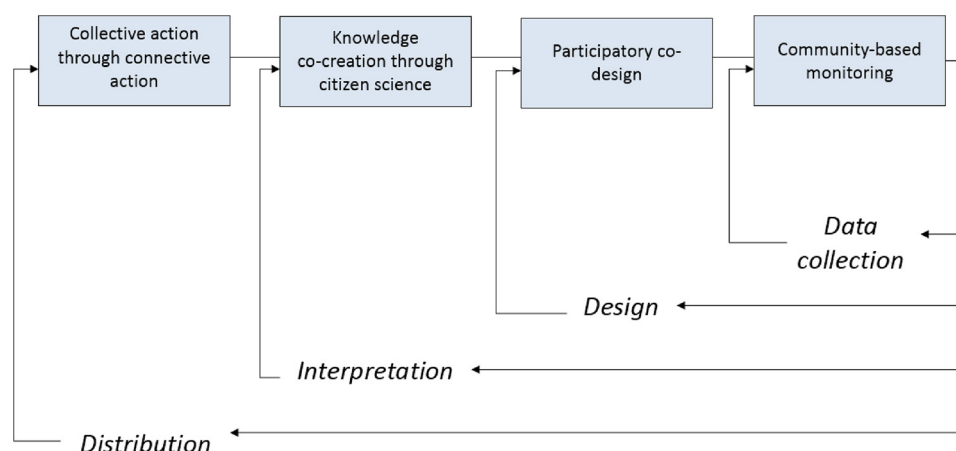 Collective action
through connective
action
Knowledge
co-creation through
citizen science
Participatory co-
design
Community-based
monitoring
Data
collection
Design
Interpretation
Distribution